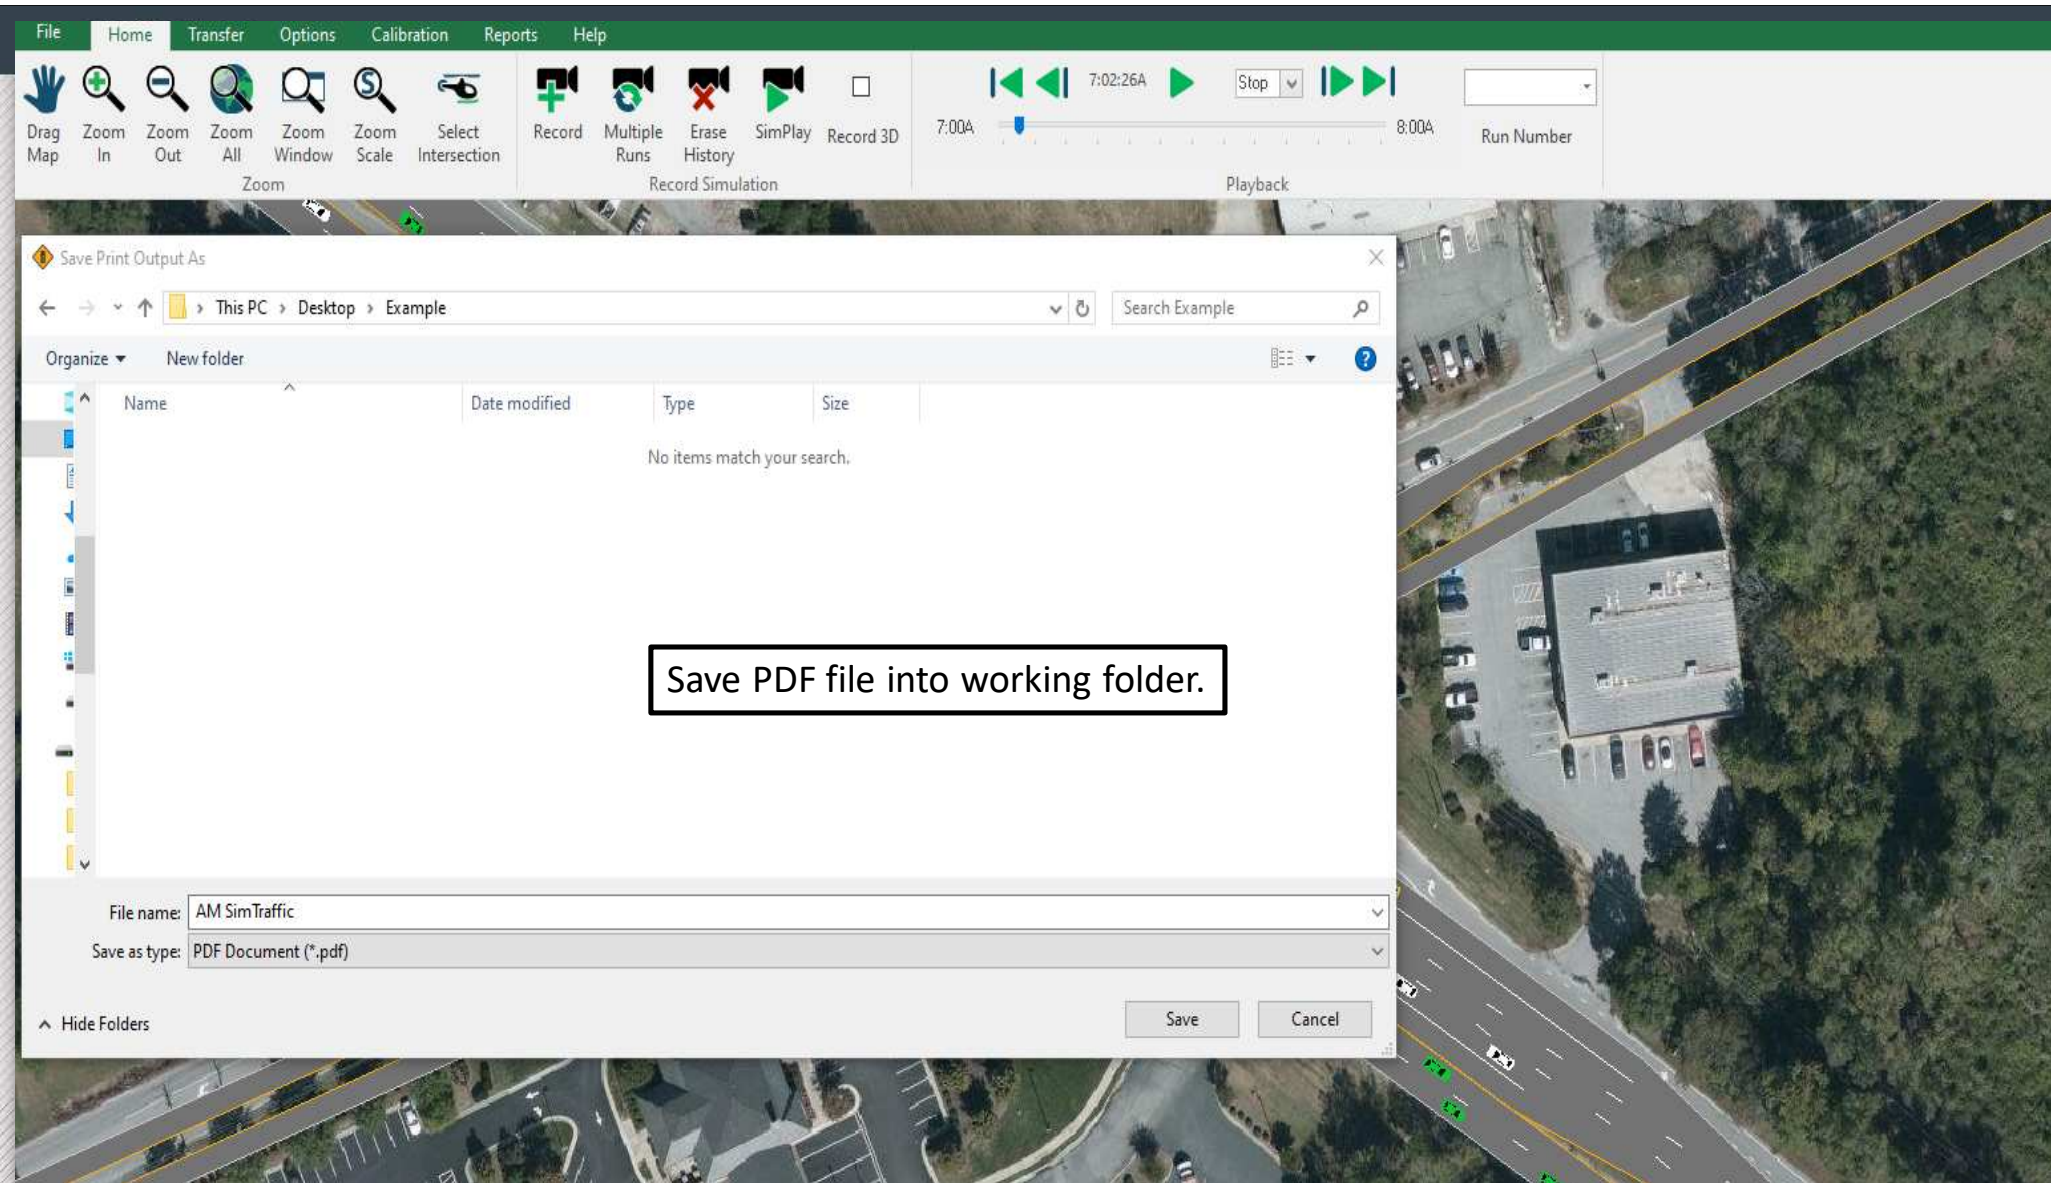 File Home Transfer Options Calibration Reports Help
7:02:26A Stop
7:00A 8:00A
Drag Map Zoom In Zoom Out Zoom All Zoom Window Zoom Scale Select Intersection Record Multiple Runs Erase History SimPlay Record 3D Run Number
Zoom Record Simulation Playback
Save Print Output As
This PC > Desktop > Example Search Example
Organize New folder
Name Date modified Type Size
No items match your search.
Save PDF file into working folder.
File name: AM SimTraffic
Save as type: PDF Document (*.pdf)
Hide Folders Save Cancel